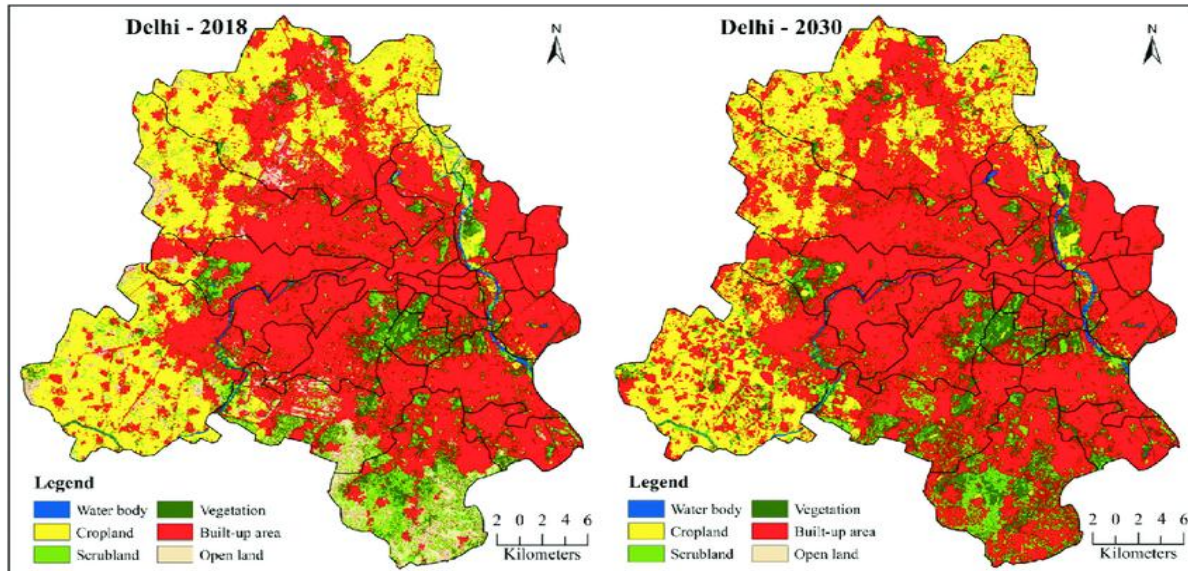 Delhi - 2018
N
Legend
Water body
Vegetation
Cropland
Built-up area
Scrubland
Open land
2 0 2 4 6
Kilometers
Delhi - 2030
N
Legend
Water body
Vegetation
Cropland
Built-up area
Scrubland
Open land
2 0 2 4 6
Kilometers